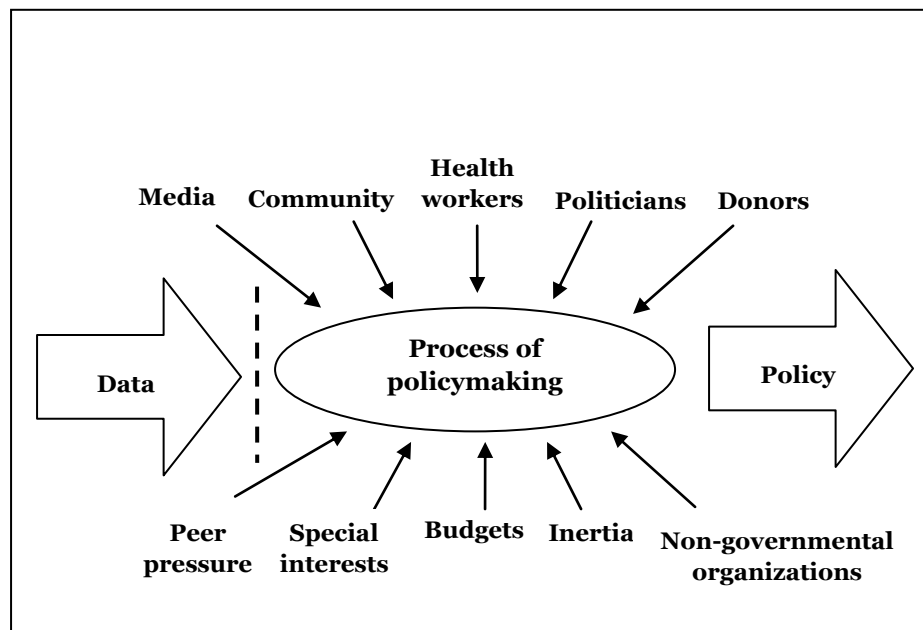 Media
Community
Health
workers
Politicians
Donors
Data
Process of
policymaking
Policy
Peer
pressure
Special
interests
Budgets
Inertia
Non-governmental
organizations